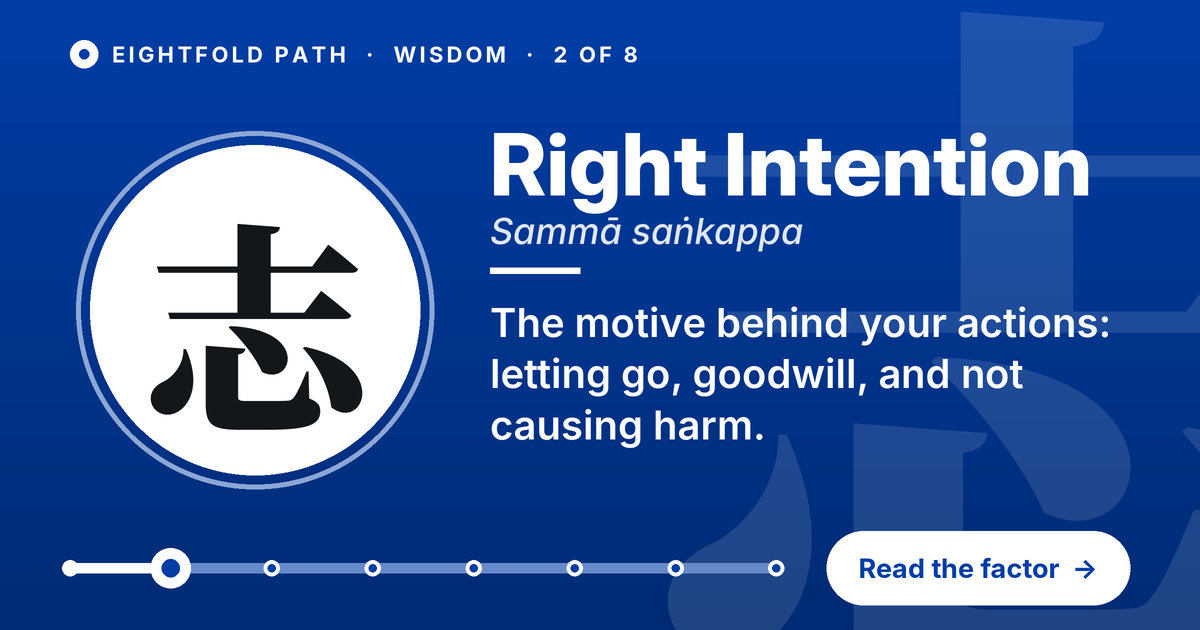 EIGHTFOLD PATH · WISDOM · 2 OF 8
志
Right Intention
Sammā saṅkappa
The motive behind your actions:
letting go, goodwill, and not
causing harm.
Read the factor →